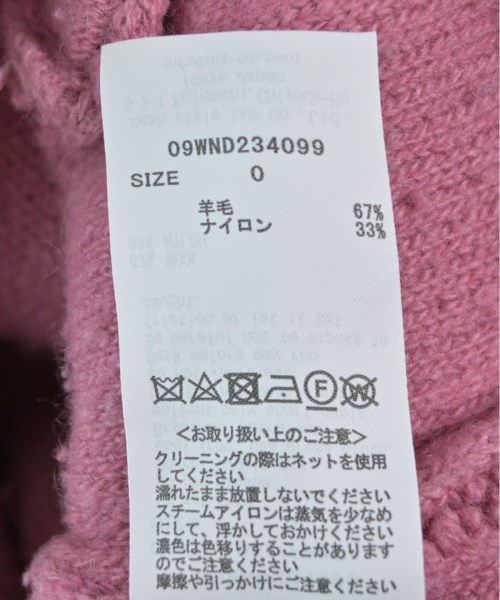 09WND234099
SIZE 0
羊毛 67%
ナイロン 33%
F W
<お取り扱い上のご注意>
クリーニングの際はネットを使用
してください
濡れたまま放置しないでください
スチームアイロンは蒸気を少なめ
にして、浮かしておかけください
濃色は色移りすることがあります
のでご注意ください
摩擦や引っかけにご注意ください